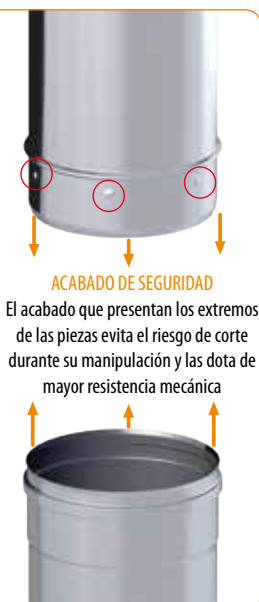 ACABADO DE SEGURIDAD
El acabado que presentan los extremos
de las piezas evita el riesgo de corte
durante su manipulación y las dota de
mayor resistencia mecánica